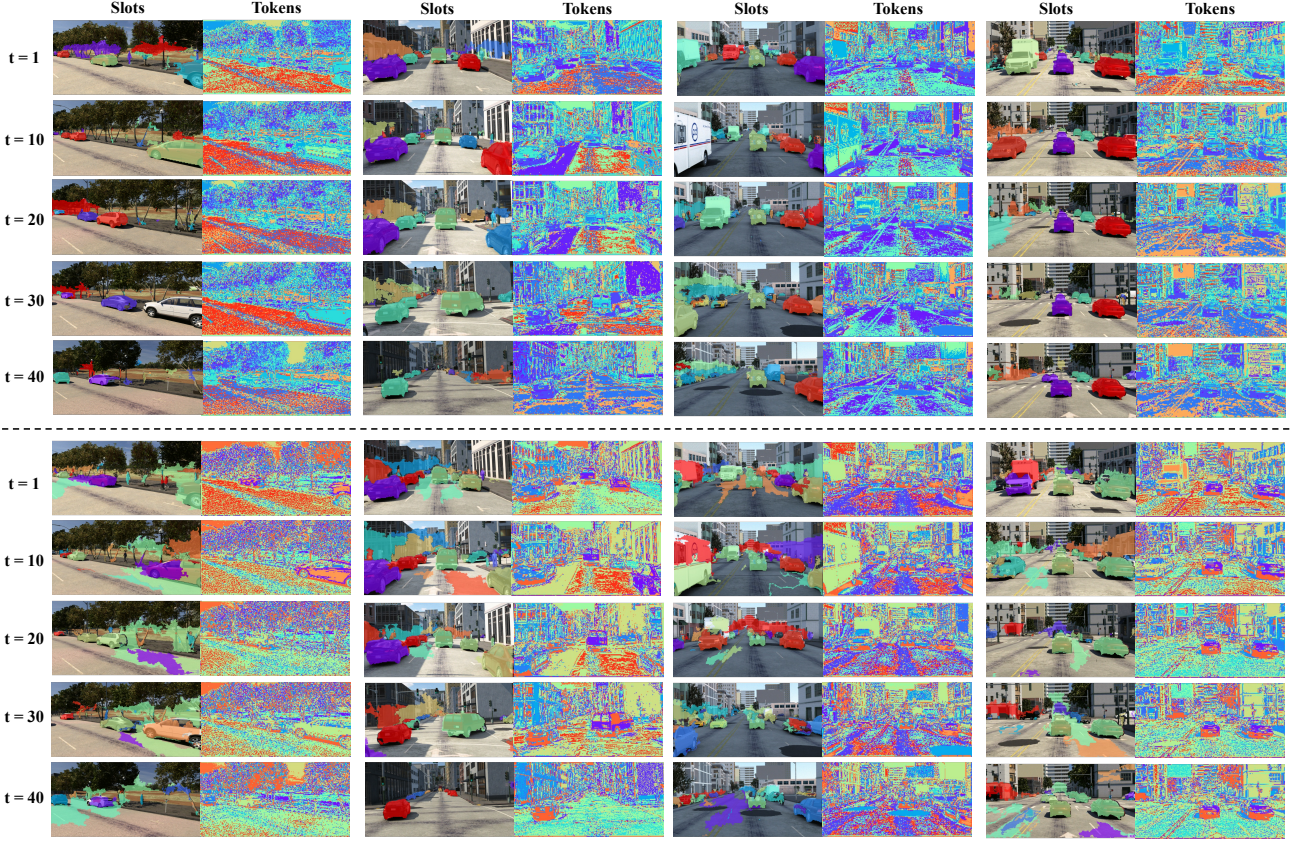 Slots Tokens Slots Tokens Slots Tokens Slots Tokens
t = 1
t = 10
t = 20
t = 30
t = 40
t = 1
t = 10
t = 20
t = 30
t = 40